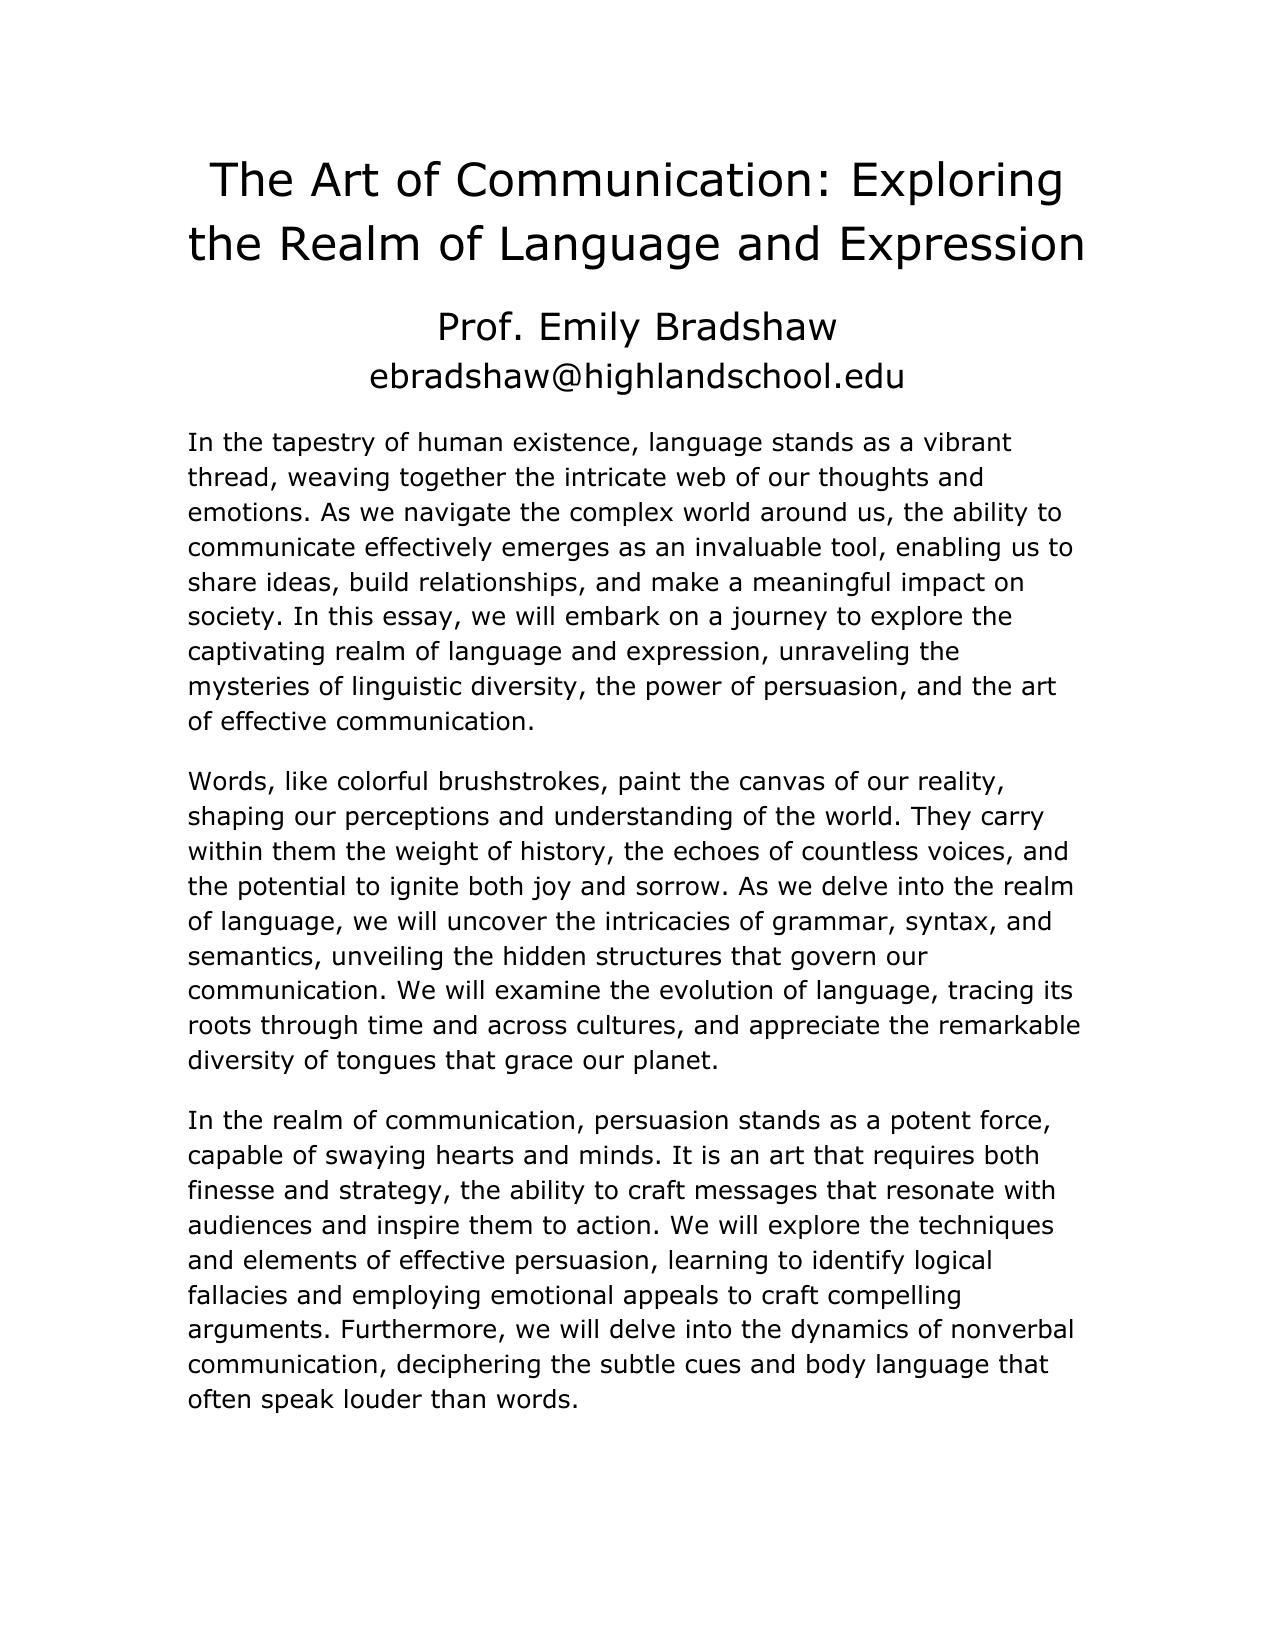 The Art of Communication: Exploring
the Realm of Language and Expression
Prof. Emily Bradshaw
ebradshaw@highlandschool.edu
In the tapestry of human existence, language stands as a vibrant
thread, weaving together the intricate web of our thoughts and
emotions. As we navigate the complex world around us, the ability to
communicate effectively emerges as an invaluable tool, enabling us to
share ideas, build relationships, and make a meaningful impact on
society. In this essay, we will embark on a journey to explore the
captivating realm of language and expression, unraveling the
mysteries of linguistic diversity, the power of persuasion, and the art
of effective communication.
Words, like colorful brushstrokes, paint the canvas of our reality,
shaping our perceptions and understanding of the world. They carry
within them the weight of history, the echoes of countless voices, and
the potential to ignite both joy and sorrow. As we delve into the realm
of language, we will uncover the intricacies of grammar, syntax, and
semantics, unveiling the hidden structures that govern our
communication. We will examine the evolution of language, tracing its
roots through time and across cultures, and appreciate the remarkable
diversity of tongues that grace our planet.
In the realm of communication, persuasion stands as a potent force,
capable of swaying hearts and minds. It is an art that requires both
finesse and strategy, the ability to craft messages that resonate with
audiences and inspire them to action. We will explore the techniques
and elements of effective persuasion, learning to identify logical
fallacies and employing emotional appeals to craft compelling
arguments. Furthermore, we will delve into the dynamics of nonverbal
communication, deciphering the subtle cues and body language that
often speak louder than words.